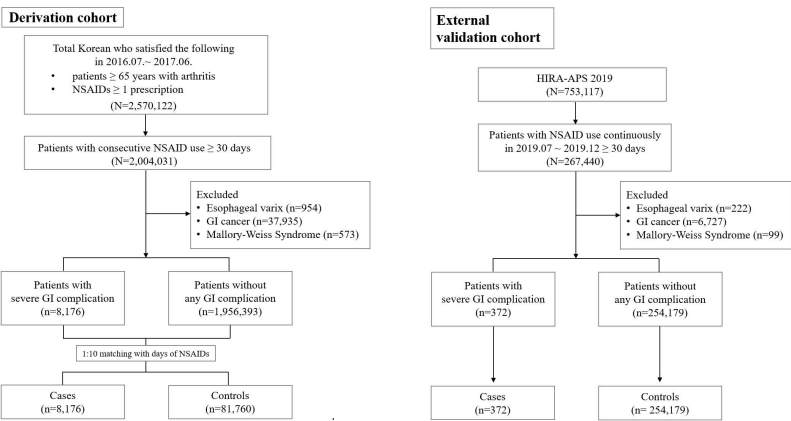 Derivation cohort
Total Korean who satisfied the following
in 2016.07.~ 2017.06.
• patients ≥ 65 years with arthritis
• NSAIDs ≥ 1 prescription
(N=2,570,122)
Patients with consecutive NSAID use ≥ 30 days
(N=2,004,031)
Excluded
• Esophageal varix (n=954)
• GI cancer (n=37,935)
• Mallory-Weiss Syndrome (n=573)
Patients with
severe GI complication
(n=8,176)
Patients without
any GI complication
(n=1,956,393)
1:10 matching with days of NSAIDs
Cases
(n=8,176)
Controls
(n=81,760)
External
validation cohort
HIRA-APS 2019
(N=753,117)
Patients with NSAID use continuously
in 2019.07 ~ 2019.12 ≥ 30 days
(N=267,440)
Excluded
• Esophageal varix (n=222)
• GI cancer (n=6,727)
• Mallory-Weiss Syndrome (n=99)
Patients with
severe GI complication
(n=372)
Patients without
any GI complication
(n=254,179)
Cases
(n=372)
Controls
(n= 254,179)